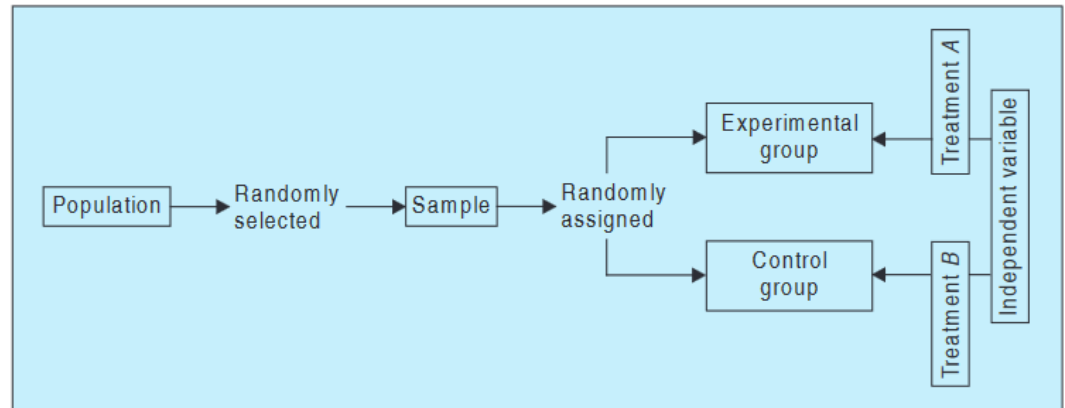 Population
Randomly
selected
Sample
Randomly
assigned
Experimental
group
Control
group
Treatment A
Treatment B
Independent variable